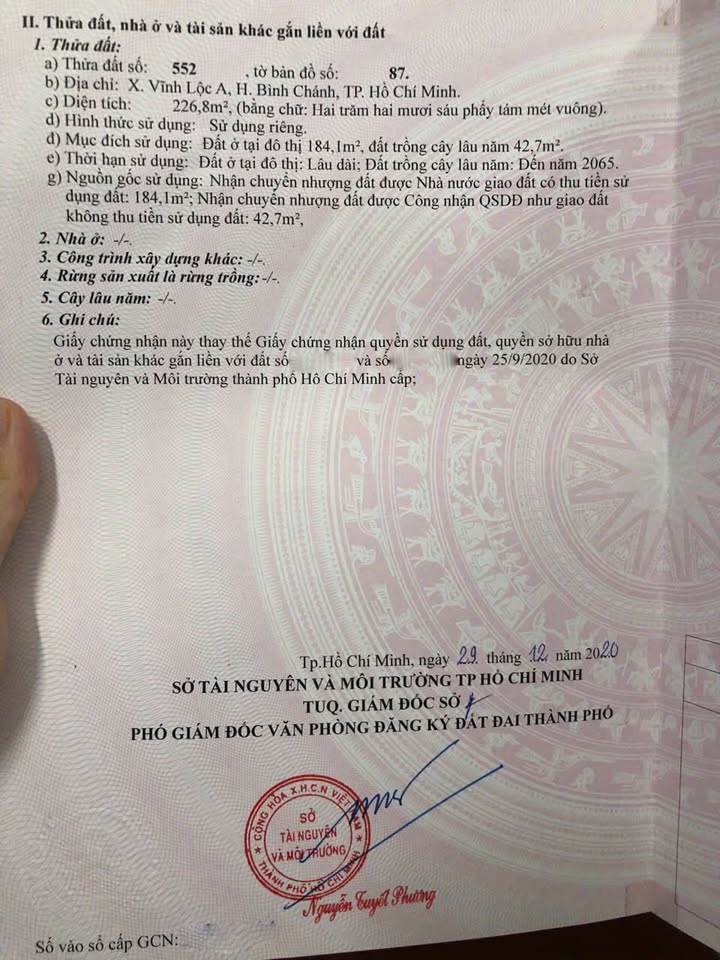 II. Thửa đất, nhà ở và tài sản khác gắn liền với đất
1. Thửa đất:
a) Thửa đất số: 552 , tờ bản đồ số: 87.
b) Địa chỉ: X. Vĩnh Lộc A, H. Bình Chánh, TP. Hồ Chí Minh.
c) Diện tích: 226,8m², (bằng chữ: Hai trăm hai mươi sáu phẩy tám mét vuông).
d) Hình thức sử dụng: Sử dụng riêng.
đ) Mục đích sử dụng: Đất ở tại đô thị 184,1m², đất trồng cây lâu năm 42,7m².
e) Thời hạn sử dụng: Đất ở tại đô thị: Lâu dài; Đất trồng cây lâu năm: Đến năm 2065.
g) Nguồn gốc sử dụng: Nhận chuyển nhượng đất được Nhà nước giao đất có thu tiền sử
dụng đất: 184,1m²; Nhận chuyển nhượng đất được Công nhận QSDĐ như giao đất
không thu tiền sử dụng đất: 42,7m²,
2. Nhà ở: -/-.
3. Công trình xây dựng khác: -/-.
4. Rừng sản xuất là rừng trồng: -/-.
5. Cây lâu năm: -/-.
6. Ghi chú:
Giấy chứng nhận này thay thế Giấy chứng nhận quyền sử dụng đất, quyền sở hữu nhà
ở và tài sản khác gắn liền với đất số và số ngày 25/9/2020 do Sở
Tài nguyên và Môi trường thành phố Hồ Chí Minh cấp;
Tp.Hồ Chí Minh, ngày 29 tháng 12 năm 2020
SỞ TÀI NGUYÊN VÀ MÔI TRƯỜNG TP HỒ CHÍ MINH
TUQ. GIÁM ĐỐC SỞ
PHÓ GIÁM ĐỐC VĂN PHÒNG ĐĂNG KÝ ĐẤT ĐAI THÀNH PHỐ
CỘNG HÒA X.H.C.N VIỆT NAM
SỞ
TÀI NGUYÊN
VÀ MÔI TRƯỜNG
THÀNH PHỐ HỒ CHÍ MINH
Nguyễn Tuyết Phương
Số vào sổ cấp GCN: